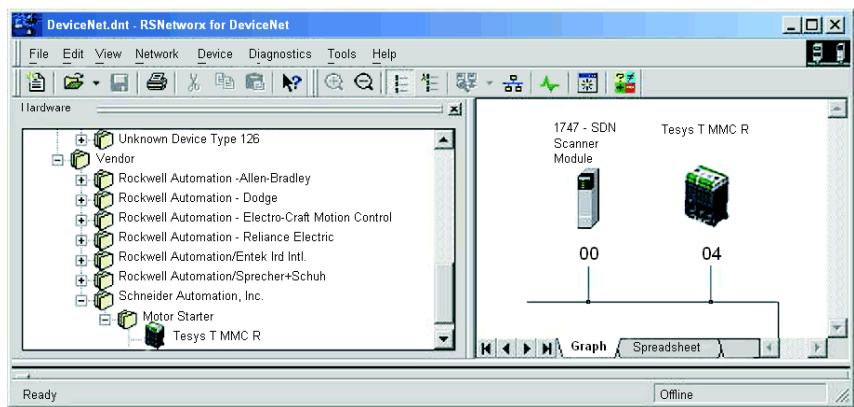 DeviceNet.dnt - RSNetworx for DeviceNet
File Edit View Network Device Diagnostics Tools Help
Hardware
Unknown Device Type 126
Vendor
Rockwell Automation -Allen-Bradley
Rockwell Automation - Dodge
Rockwell Automation - Electro-Craft Motion Control
Rockwell Automation - Reliance Electric
Rockwell Automation/Entek Ird Intl.
Rockwell Automation/Sprecher+Schuh
Schneider Automation, Inc.
Motor Starter
Tesys T MMC R
1747 - SDN
Scanner
Module
Tesys T MMC R
00
04
Graph
Spreadsheet
Ready
Offline